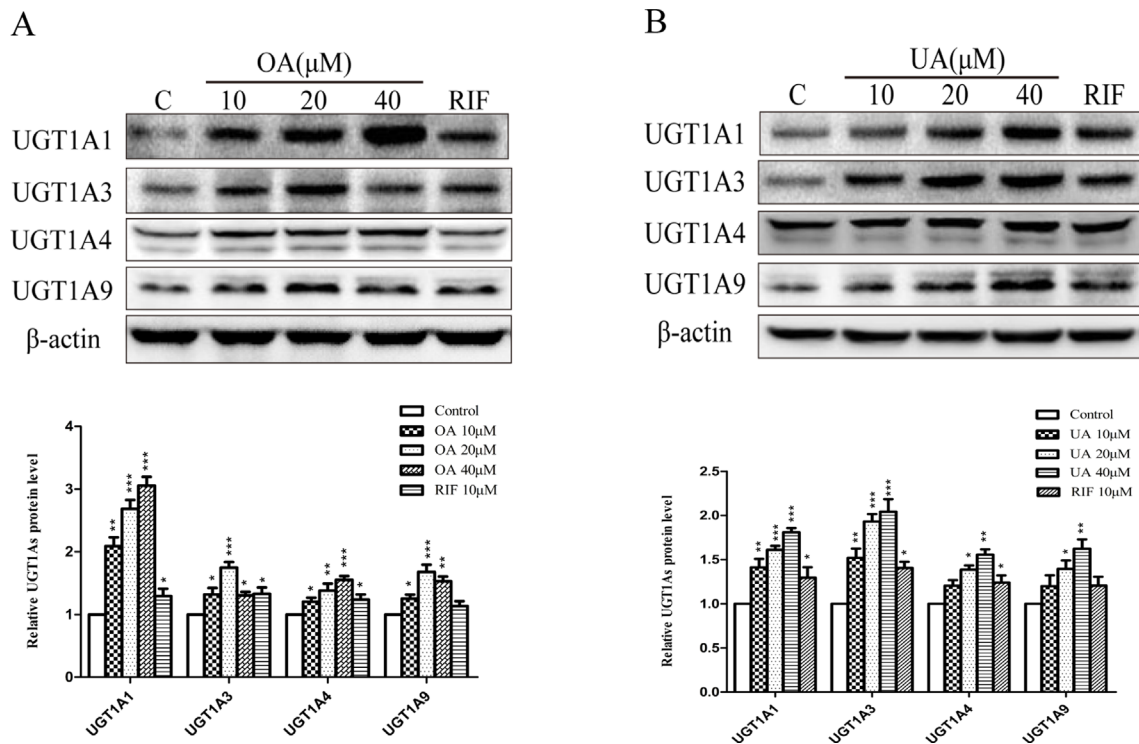 A
OA(μM)
C 10 20 40 RIF
UGT1A1
UGT1A3
UGT1A4
UGT1A9
β-actin
Control
OA 10μM
OA 20μM
OA 40μM
RIF 10μM
Relative UGT1As protein level
4
3
2
1
0
** *** *** *
* *** * *
* ** *** *
* *** **
UGT1A1 UGT1A3 UGT1A4 UGT1A9
B
UA(μM)
C 10 20 40 RIF
UGT1A1
UGT1A3
UGT1A4
UGT1A9
β-actin
Control
UA 10μM
UA 20μM
UA 40μM
RIF 10μM
Relative UGT1As protein level
2.5
2.0
1.5
1.0
0.5
0.0
** *** *** *
** *** *** *
* ** *
* **
UGT1A1 UGT1A3 UGT1A4 UGT1A9